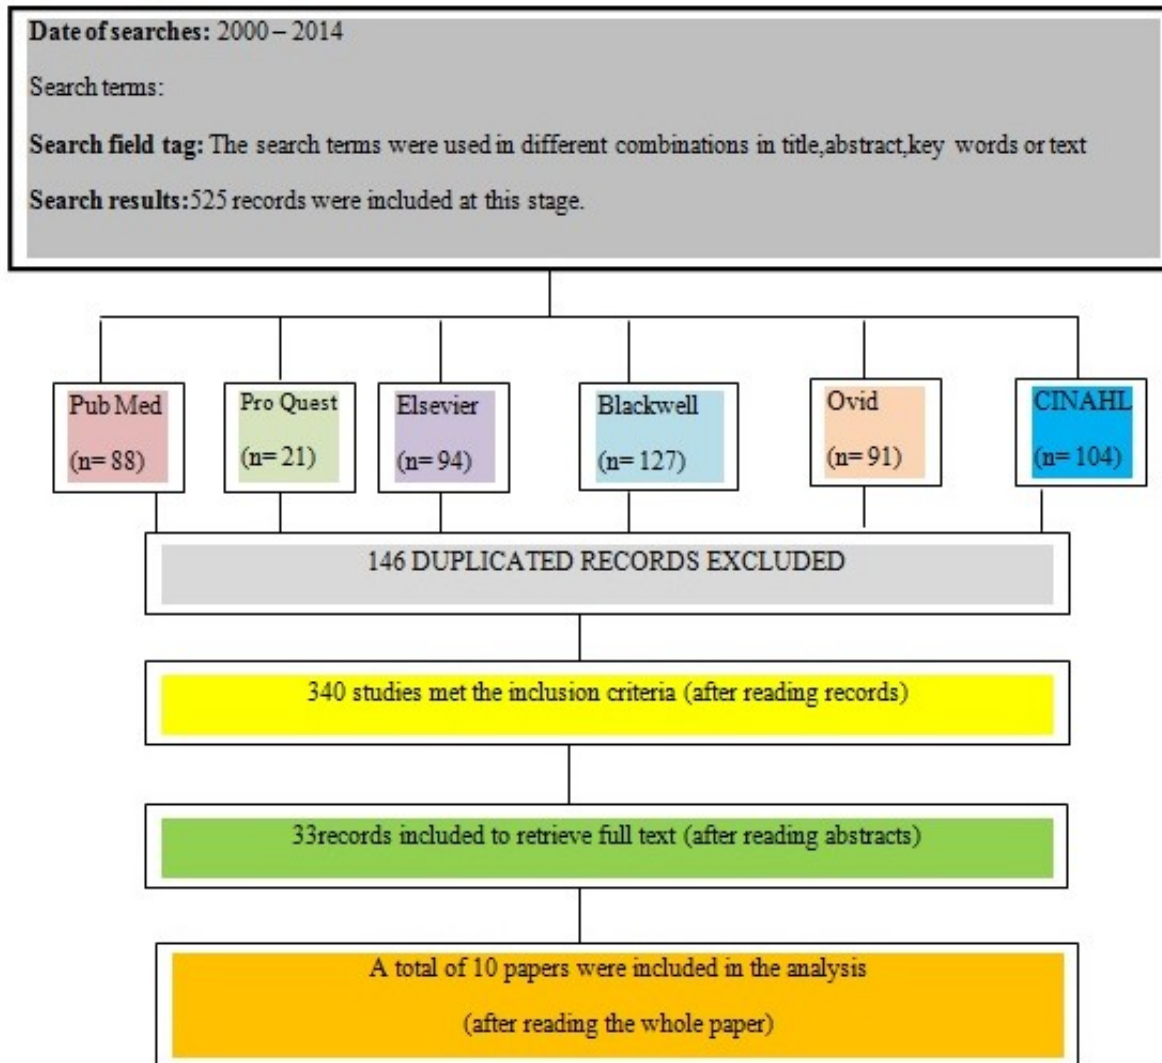 Date of searches: 2000 – 2014
Search terms:
Search field tag: The search terms were used in different combinations in title,abstract,key words or text
Search results:525 records were included at this stage.
Pub Med
(n= 88)
Pro Quest
(n= 21)
Elsevier
(n= 94)
Blackwell
(n= 127)
Ovid
(n= 91)
CINAHL
(n= 104)
146 DUPLICATED RECORDS EXCLUDED
340 studies met the inclusion criteria (after reading records)
33records included to retrieve full text (after reading abstracts)
A total of 10 papers were included in the analysis
(after reading the whole paper)